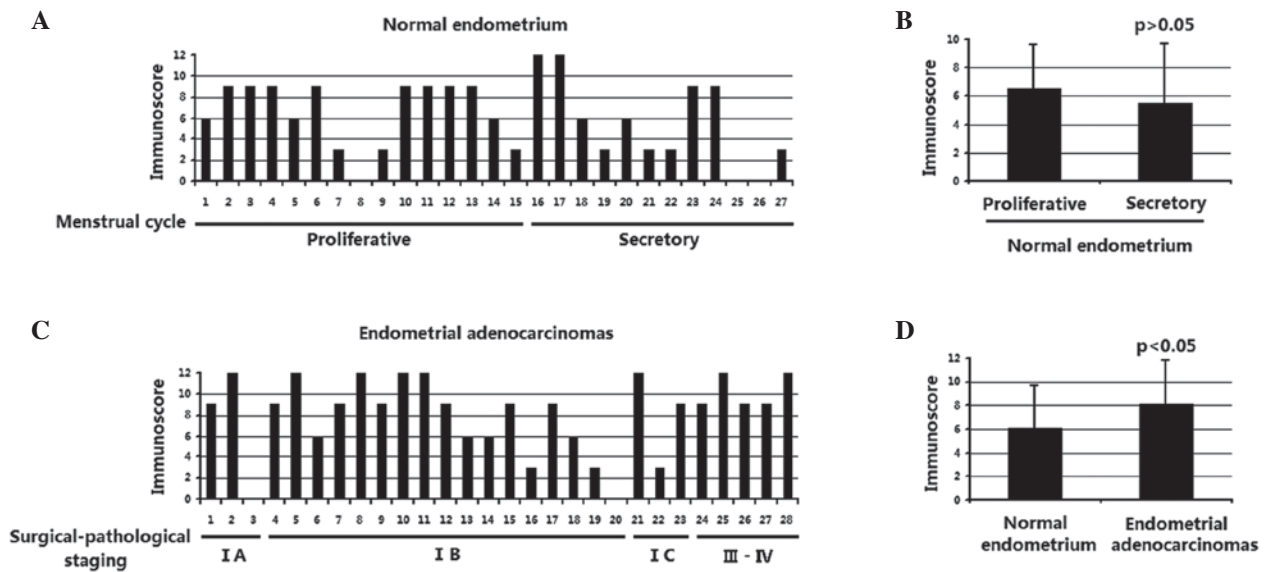 A
Normal endometrium
Immunoscore
12
10
8
6
4
2
0
1 2 3 4 5 6 7 8 9 10 11 12 13 14 15 16 17 18 19 20 21 22 23 24 25 26 27
Menstrual cycle
Proliferative
Secretory
B
p>0.05
Immunoscore
10
8
6
4
2
0
Proliferative
Secretory
Normal endometrium
C
Endometrial adenocarcinomas
Immunoscore
12
10
8
6
4
2
0
1 2 3 4 5 6 7 8 9 10 11 12 13 14 15 16 17 18 19 20 21 22 23 24 25 26 27 28
Surgical-pathological
staging
I A
I B
I C
Ⅲ - Ⅳ
D
p<0.05
Immunoscore
12
10
8
6
4
2
0
Normal
endometrium
Endometrial
adenocarcinomas